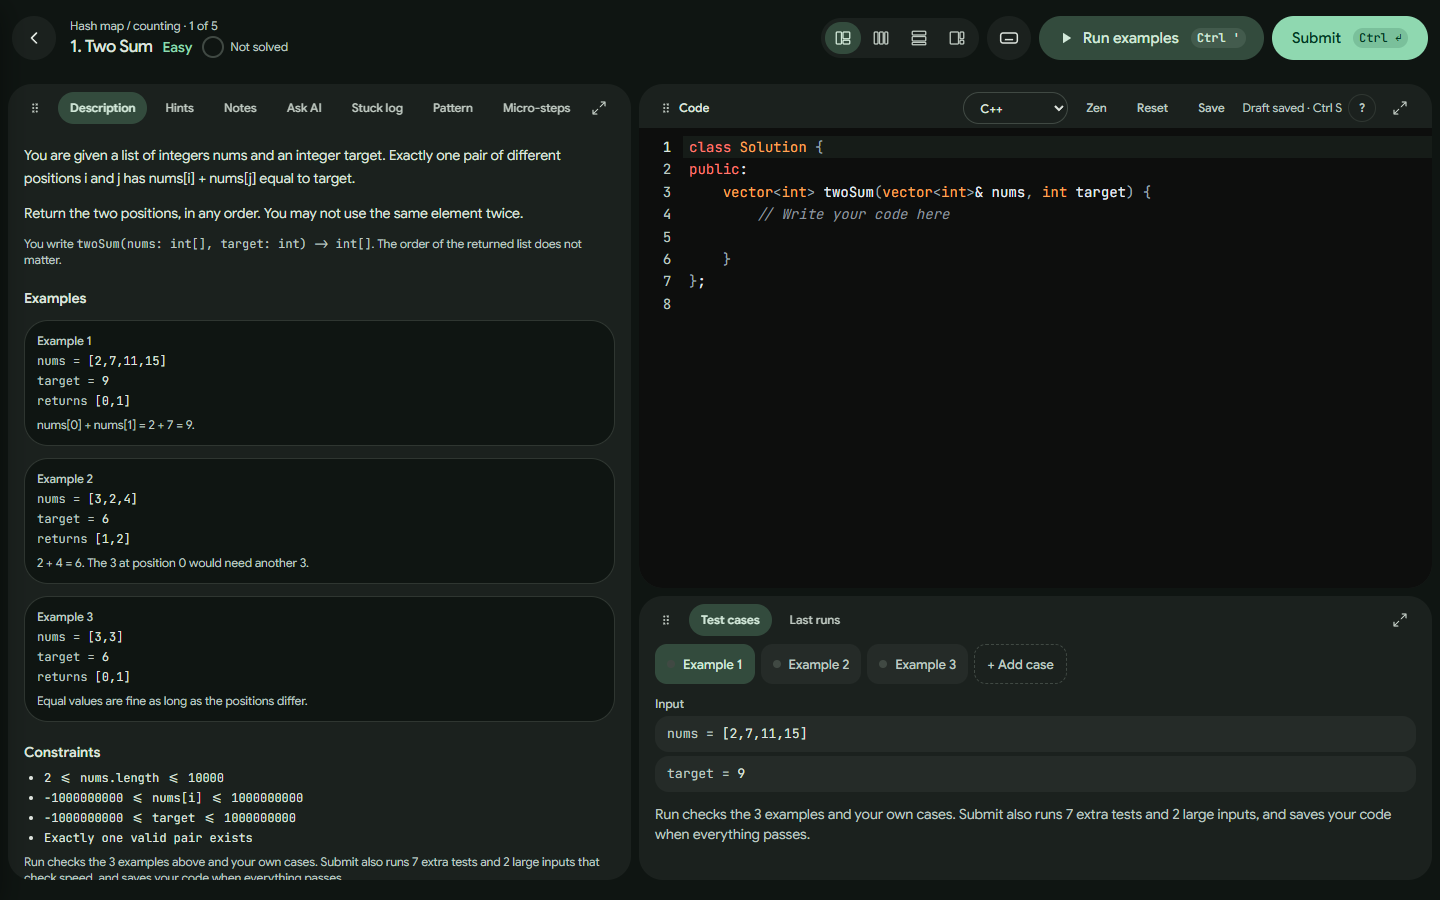 Hash map / counting · 1 of 5
1. Two Sum Easy Not solved
Run examples Ctrl '
Submit Ctrl ⏎
Description Hints Notes Ask AI Stuck log Pattern Micro-steps
You are given a list of integers nums and an integer target. Exactly one pair of different
positions i and j has nums[i] + nums[j] equal to target.
Return the two positions, in any order. You may not use the same element twice.
You write twoSum(nums: int[], target: int) -> int[]. The order of the returned list does not
matter.
Examples
Example 1
nums = [2,7,11,15]
target = 9
returns [0,1]
nums[0] + nums[1] = 2 + 7 = 9.
Example 2
nums = [3,2,4]
target = 6
returns [1,2]
2 + 4 = 6. The 3 at position 0 would need another 3.
Example 3
nums = [3,3]
target = 6
returns [0,1]
Equal values are fine as long as the positions differ.
Constraints
• 2 <= nums.length <= 10000
• -1000000000 <= nums[i] <= 1000000000
• -1000000000 <= target <= 1000000000
• Exactly one valid pair exists
Run checks the 3 examples above and your own cases. Submit also runs 7 extra tests and 2 large inputs that
check speed, and saves your code when everything passes.
Code
C++ Zen Reset Save Draft saved · Ctrl S ?
1 class Solution {
2 public:
3 vector<int> twoSum(vector<int>& nums, int target) {
4 // Write your code here
5
6 }
7 };
8
Test cases Last runs
Example 1 Example 2 Example 3 + Add case
Input
nums = [2,7,11,15]
target = 9
Run checks the 3 examples and your own cases. Submit also runs 7 extra tests and 2 large inputs, and saves your code
when everything passes.